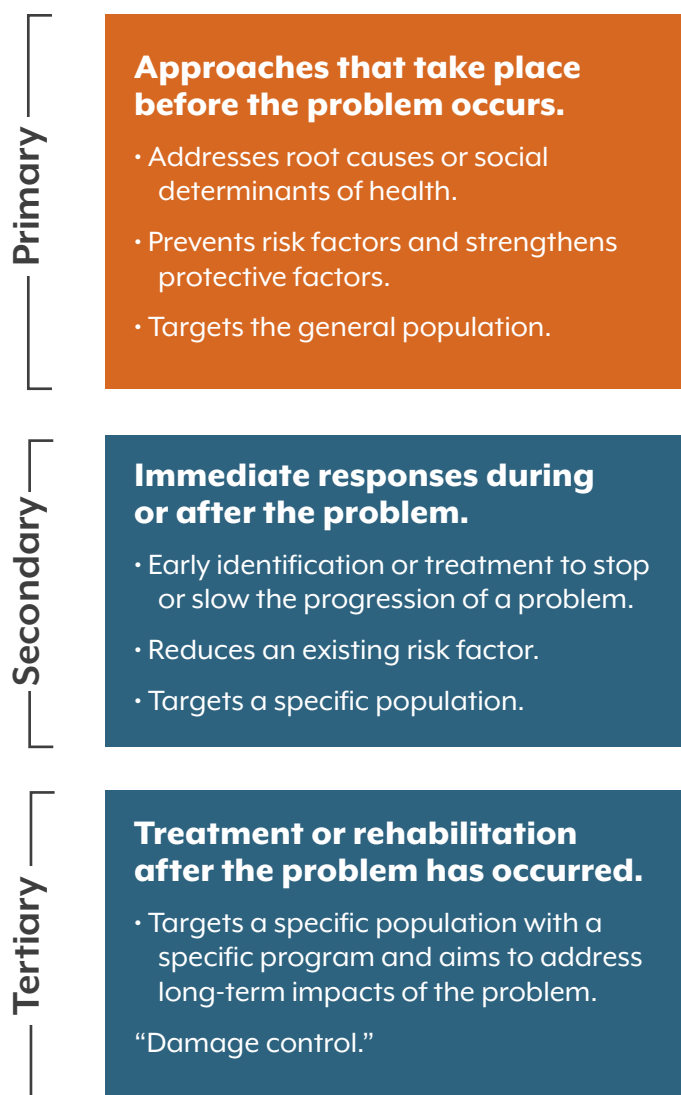 Primary
Approaches that take place
before the problem occurs.
· Addresses root causes or social
determinants of health.
· Prevents risk factors and strengthens
protective factors.
· Targets the general population.
Secondary
Immediate responses during
or after the problem.
· Early identification or treatment to stop
or slow the progression of a problem.
· Reduces an existing risk factor.
· Targets a specific population.
Tertiary
Treatment or rehabilitation
after the problem has occurred.
· Targets a specific population with a
specific program and aims to address
long-term impacts of the problem.
“Damage control.”